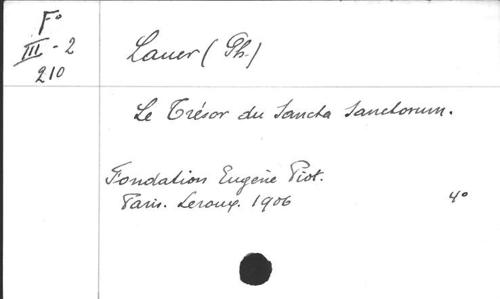 F°
III - 2
210
Lauer (Ph.)
Le Trésor du Sancta Sanctorum.
Fondation Eugène Piot.
Paris. Leroux. 1906
4°